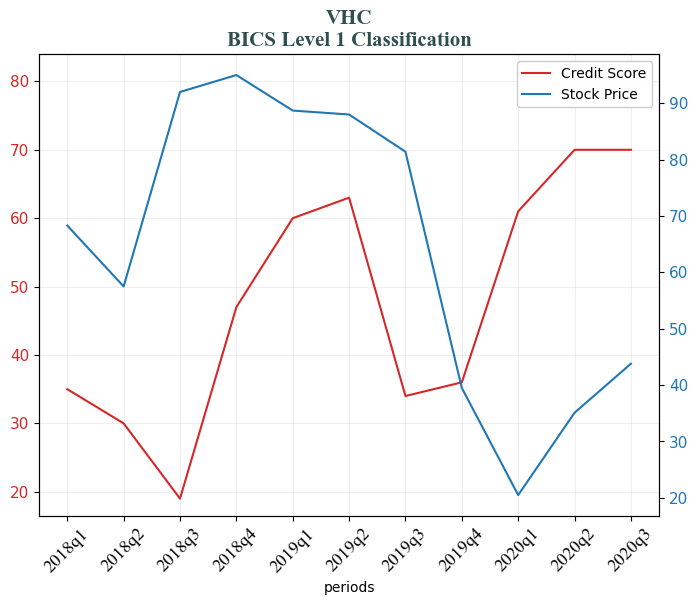 VHC
BICS Level 1 Classification
Credit Score
Stock Price
80
70
60
50
40
30
20
90
80
70
60
50
40
30
20
2018q1
2018q2
2018q3
2018q4
2019q1
2019q2
2019q3
2019q4
2020q1
2020q2
2020q3
periods